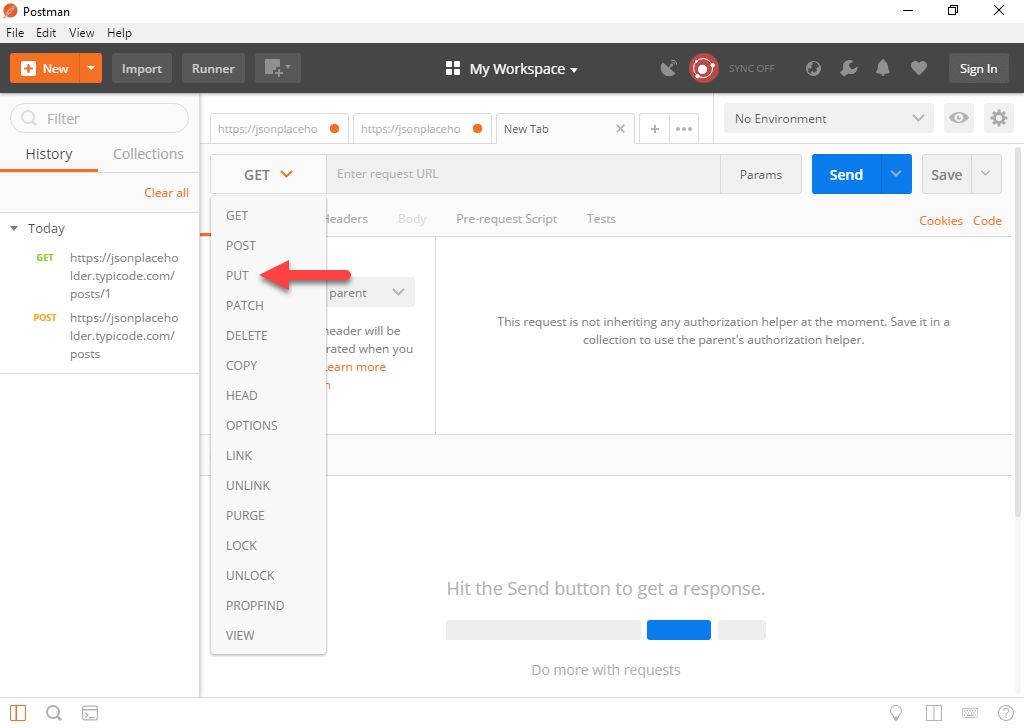 Postman
File Edit View Help
New Import Runner My Workspace SYNC OFF Sign In
Filter
History Collections
Clear all
Today
GET https://jsonplaceho
lder.typicode.com/
posts/1
POST https://jsonplaceho
lder.typicode.com/
posts
https://jsonplaceho https://jsonplaceho New Tab + ••• No Environment
GET Enter request URL Params Send Save
Headers Body Pre-request Script Tests Cookies Code
GET
POST
PUT
PATCH
DELETE
COPY
HEAD
OPTIONS
LINK
UNLINK
PURGE
LOCK
UNLOCK
PROPFIND
VIEW
parent
header will be
rated when you
Learn more
This request is not inheriting any authorization helper at the moment. Save it in a
collection to use the parent's authorization helper.
Hit the Send button to get a response.
Do more with requests